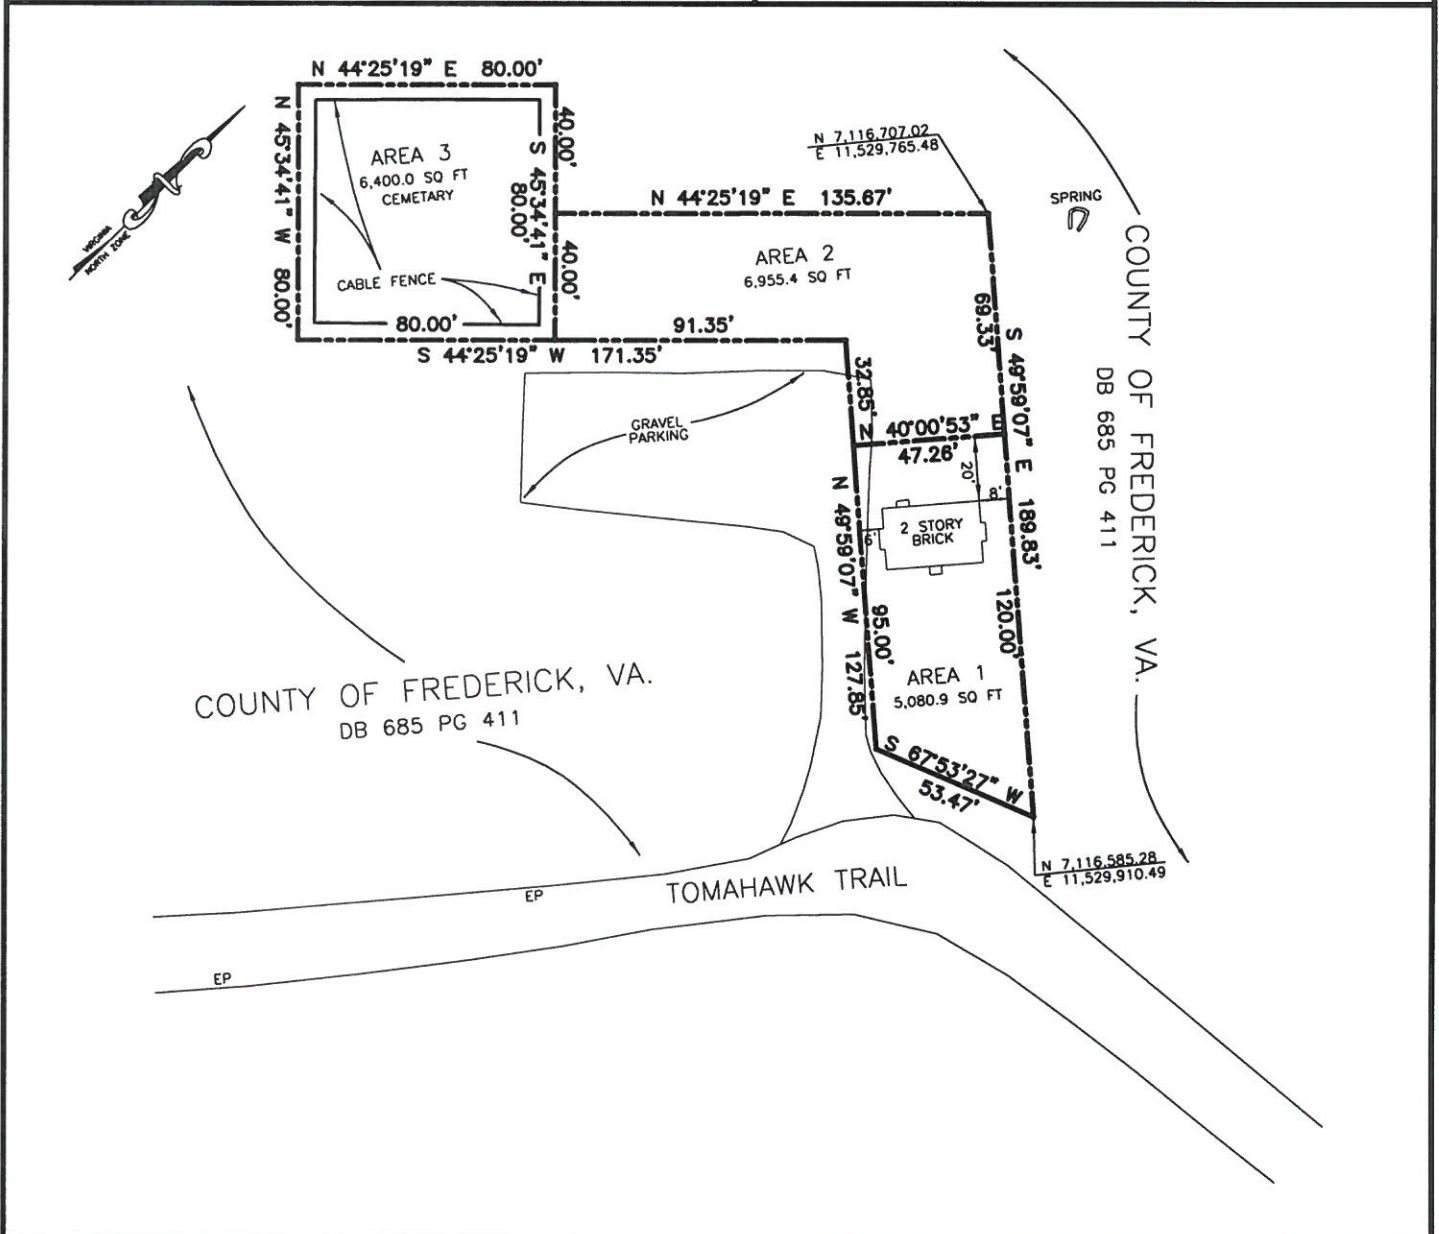 N 44°25'19" E 80.00'
N 45°34'41" W 80.00'
AREA 3
6,400.0 SQ FT
CEMETARY
40.00'
S 45°34'41" E
80.00'
40.00'
CABLE FENCE
80.00'
S 44°25'19" W 171.35'
91.35'
VIRGINIA
NORTH ZONE
N 7,116,707.02
E 11,529,765.48
N 44°25'19" E 135.67'
AREA 2
6,955.4 SQ FT
SPRING
69.33'
S 49°59'07" E 189.83'
32.85'
N 40°00'53" E
47.26'
20'
8'
6'
2 STORY
BRICK
GRAVEL
PARKING
N 49°59'07" W 127.85'
95.00'
120.00'
AREA 1
5,080.9 SQ FT
S 67°53'27" W
53.47'
COUNTY OF FREDERICK, VA.
DB 685 PG 411
COUNTY OF FREDERICK, VA.
DB 685 PG 411
N 7,116,585.28
E 11,529,910.49
TOMAHAWK TRAIL
EP
EP